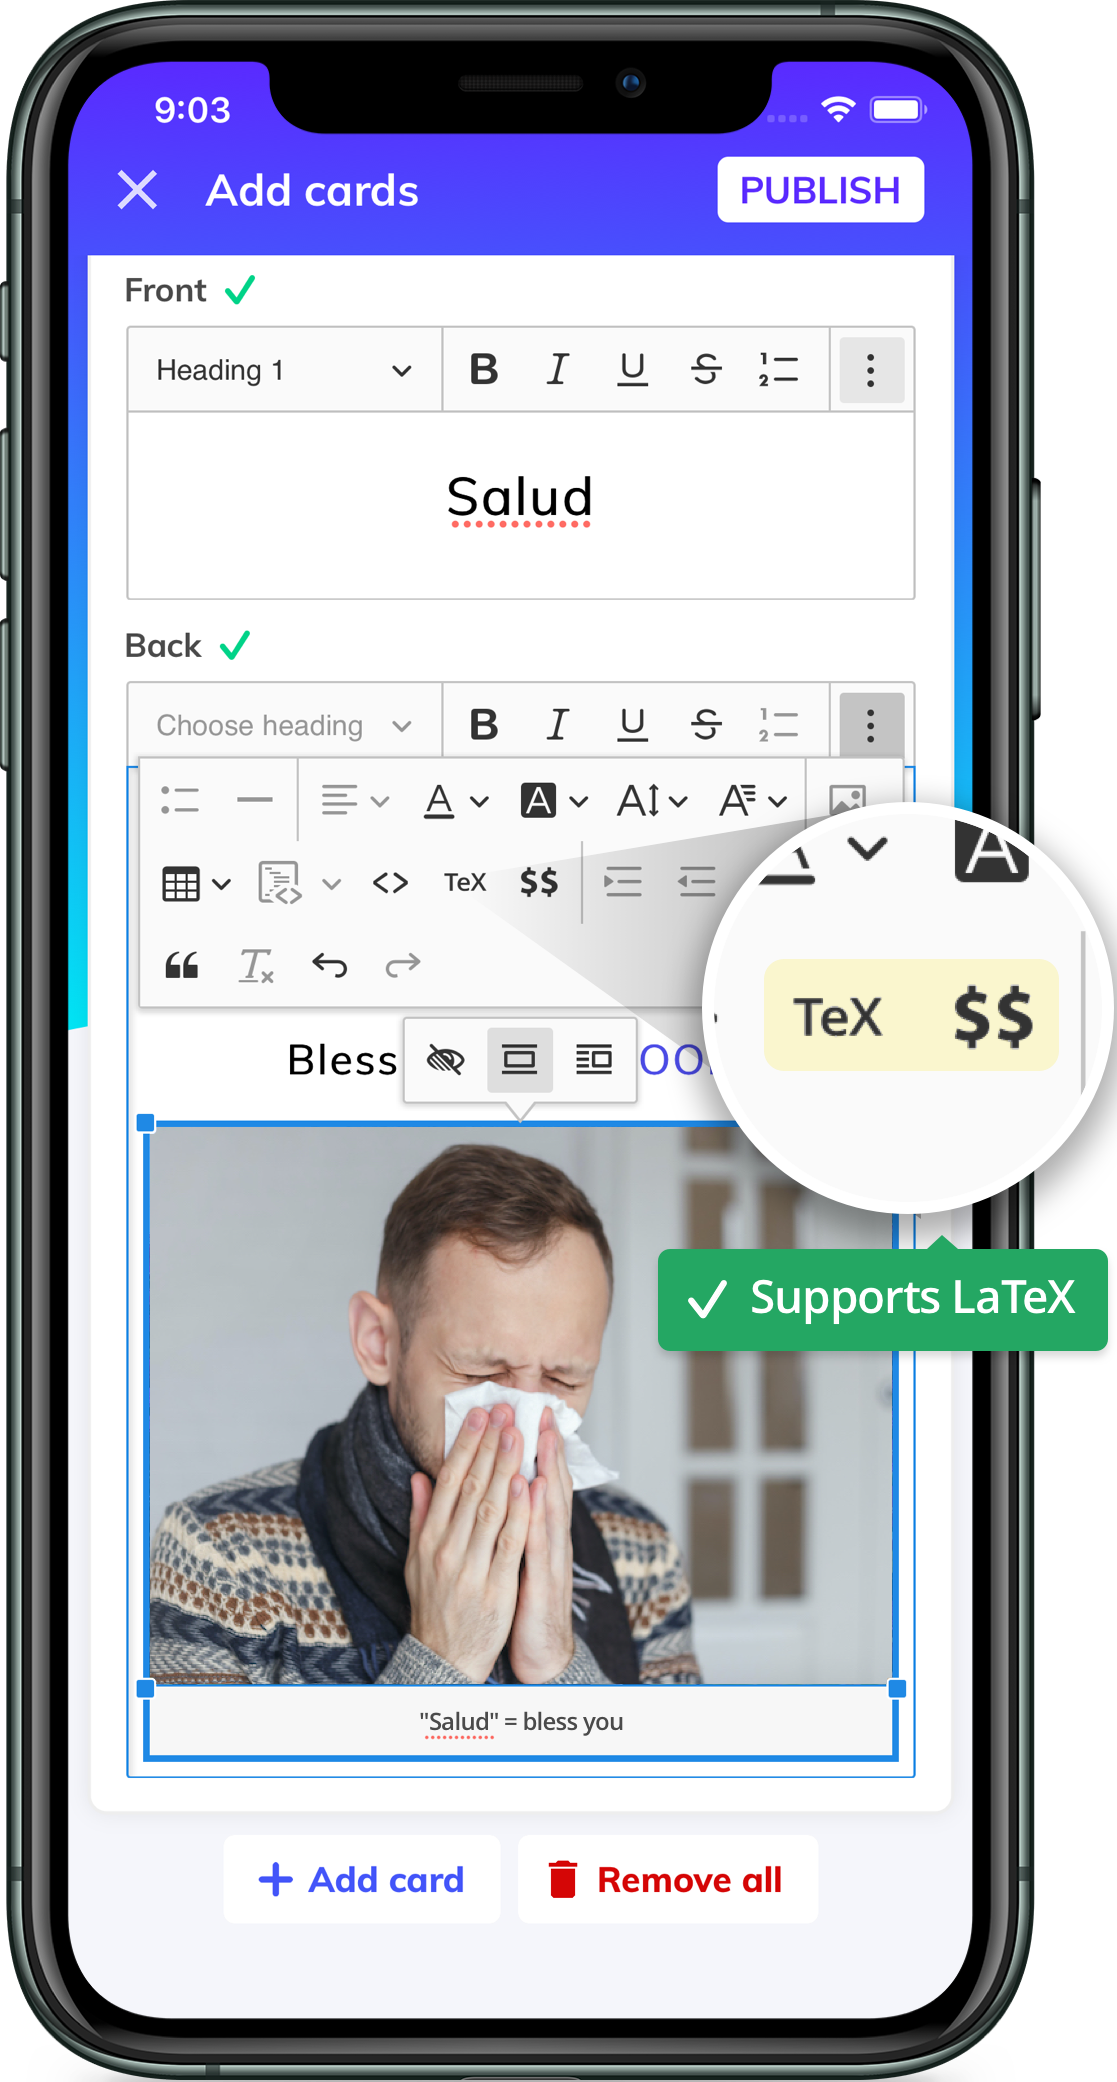 9:03
Add cards
PUBLISH
Front
Heading 1
B I U S
Salud
Back
Choose heading
B I U S
TeX $$
TeX $$
Bless
"Salud" = bless you
Supports LaTeX
Add card
Remove all